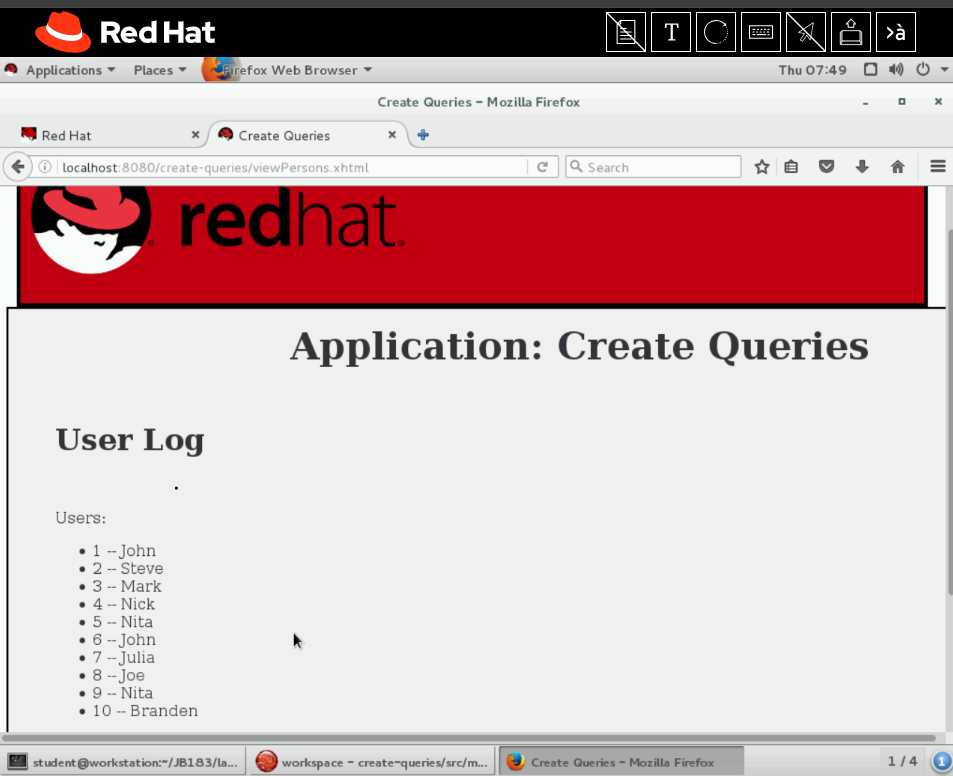 Red Hat
T
>à
Applications Places Firefox Web Browser Thu 07:49
Create Queries – Mozilla Firefox
Red Hat Create Queries
localhost:8080/create-queries/viewPersons.xhtml Search
redhat.
Application: Create Queries
User Log
.
Users:
• 1 -- John
• 2 -- Steve
• 3 -- Mark
• 4 -- Nick
• 5 -- Nita
• 6 -- John
• 7 -- Julia
• 8 -- Joe
• 9 -- Nita
• 10 -- Branden
student@workstation:~/JB183/la... workspace – create-queries/src/m... Create Queries – Mozilla Firefox 1 / 4 1